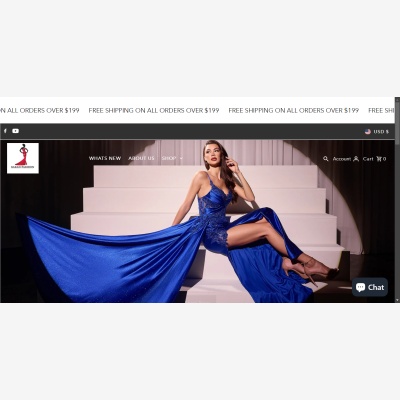 N ALL ORDERS OVER $199 FREE SHIPPING ON ALL ORDERS OVER $199 FREE SHIPPING ON ALL ORDERS OVER $199 FREE SHI
USD $
WHATS NEW ABOUT US SHOP Account Cart 0
Chat